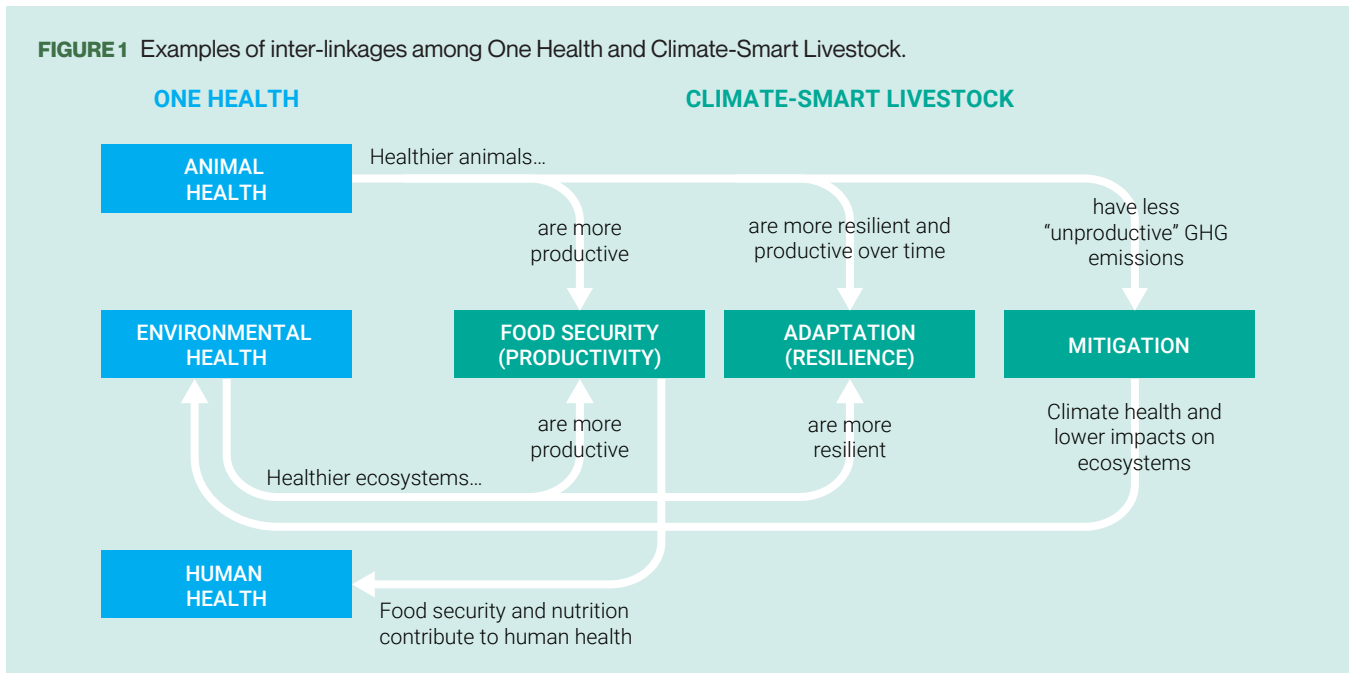 FIGURE 1 Examples of inter-linkages among One Health and Climate-Smart Livestock.
ONE HEALTH
CLIMATE-SMART LIVESTOCK
ANIMAL
HEALTH
Healthier animals...
are more
productive
are more resilient and
productive over time
have less
“unproductive” GHG
emissions
ENVIRONMENTAL
HEALTH
FOOD SECURITY
(PRODUCTIVITY)
ADAPTATION
(RESILIENCE)
MITIGATION
Healthier ecosystems...
are more
productive
are more
resilient
Climate health and
lower impacts on
ecosystems
HUMAN
HEALTH
Food security and nutrition
contribute to human health